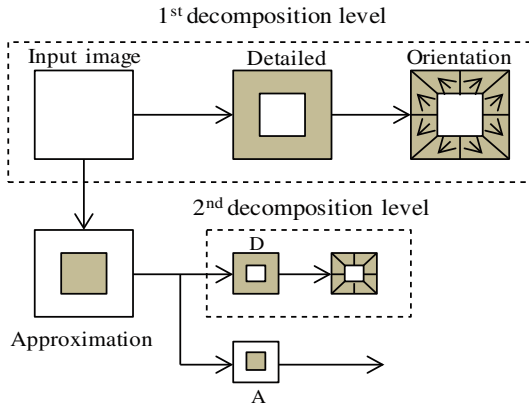 1st decomposition level
Input image
Detailed
Orientation
2nd decomposition level
D
Approximation
A